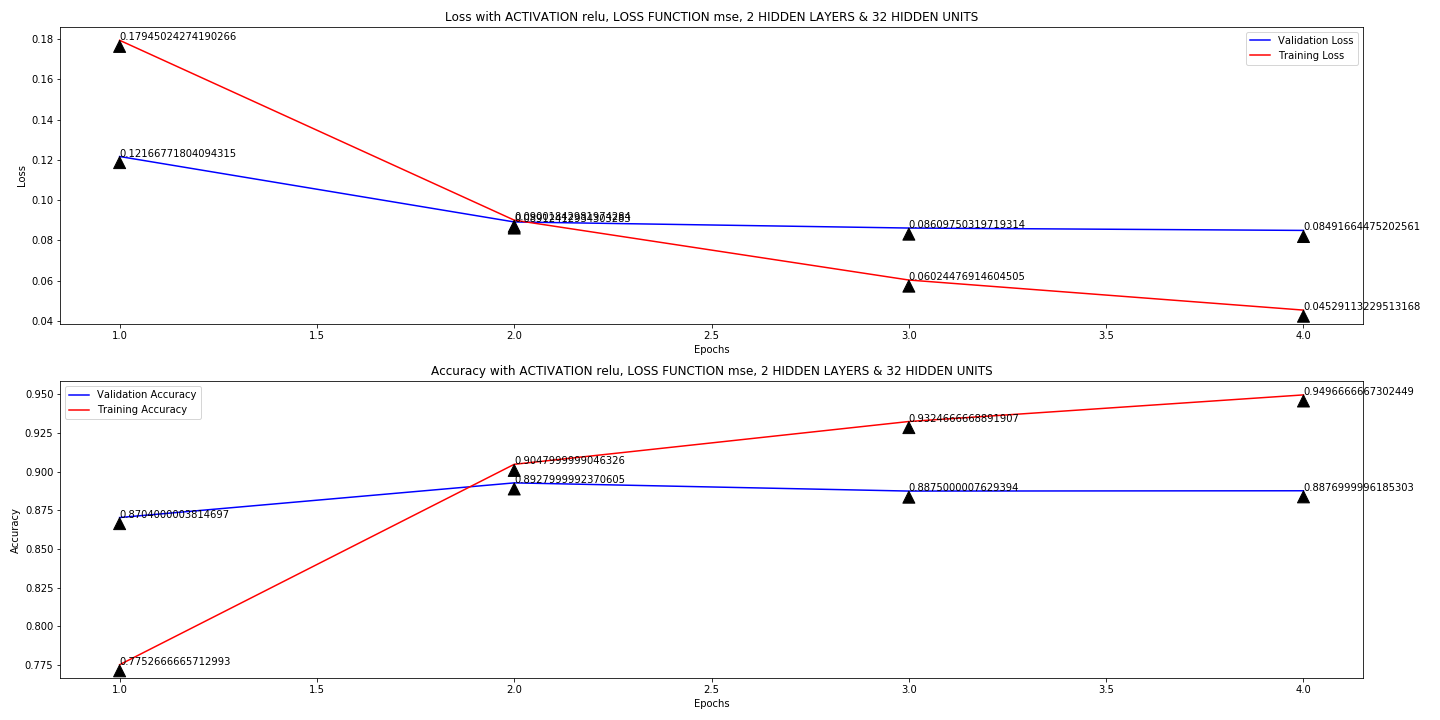 Loss with ACTIVATION relu, LOSS FUNCTION mse, 2 HIDDEN LAYERS & 32 HIDDEN UNITS
0.18
0.16
0.14
0.12
0.10
0.08
0.06
0.04
Loss
0.17945024274190266
0.12166771804094315
0.08609750319719314
0.08491664475202561
0.06024476914604505
0.04529113229513168
Validation Loss
Training Loss
1.0 1.5 2.0 2.5 3.0 3.5 4.0
Epochs
Accuracy with ACTIVATION relu, LOSS FUNCTION mse, 2 HIDDEN LAYERS & 32 HIDDEN UNITS
Validation Accuracy
Training Accuracy
0.950
0.925
0.900
0.875
0.850
0.825
0.800
0.775
Accuracy
0.9496666667302449
0.9324666668891907
0.9047999999046326
0.8927999992370605
0.8875000007629394
0.8876999996185303
0.8704000003814697
0.7752666665712993
1.0 1.5 2.0 2.5 3.0 3.5 4.0
Epochs